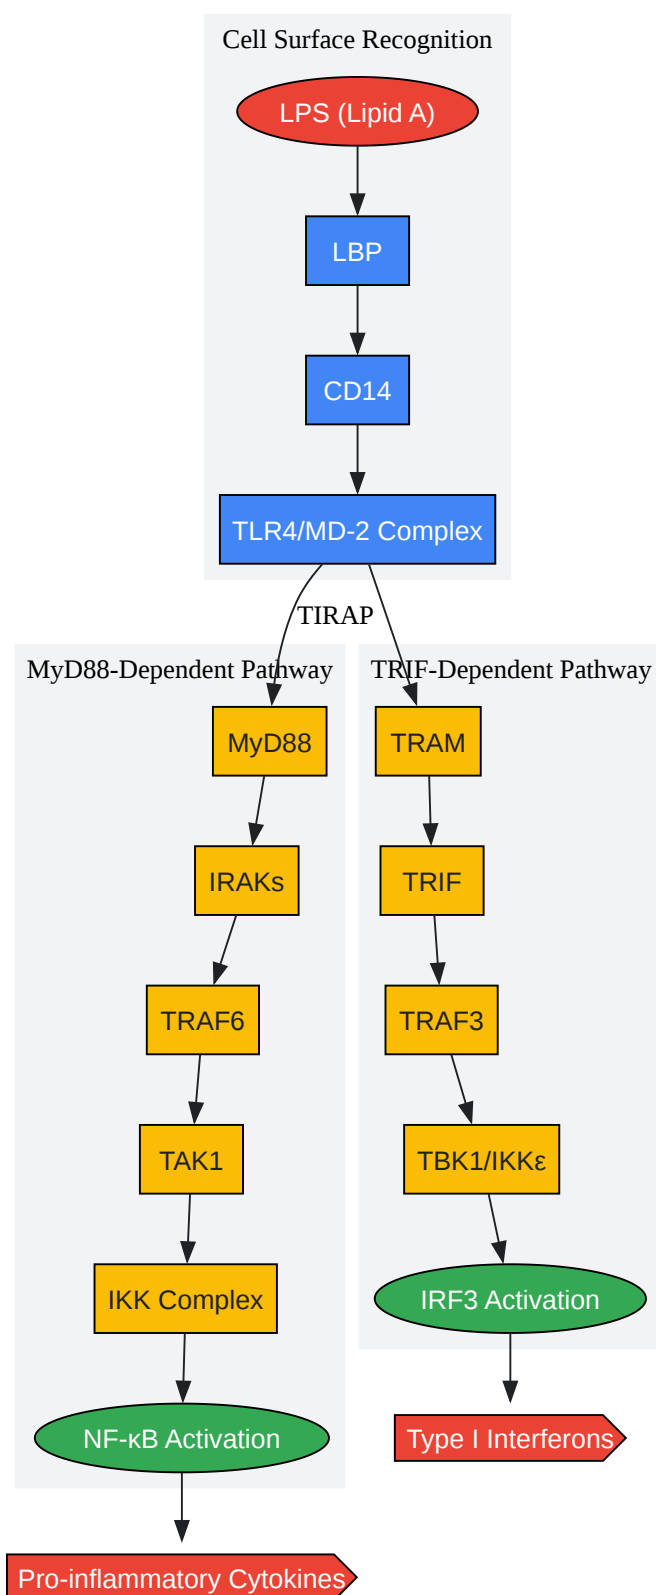 Cell Surface Recognition
LPS (Lipid A)
LBP
CD14
TLR4/MD-2 Complex
TIRAP
MyD88-Dependent Pathway
MyD88
IRAKs
TRAF6
TAK1
IKK Complex
NF-κB Activation
Pro-inflammatory Cytokines
TRIF-Dependent Pathway
TRAM
TRIF
TRAF3
TBK1/IKKε
IRF3 Activation
Type I Interferons